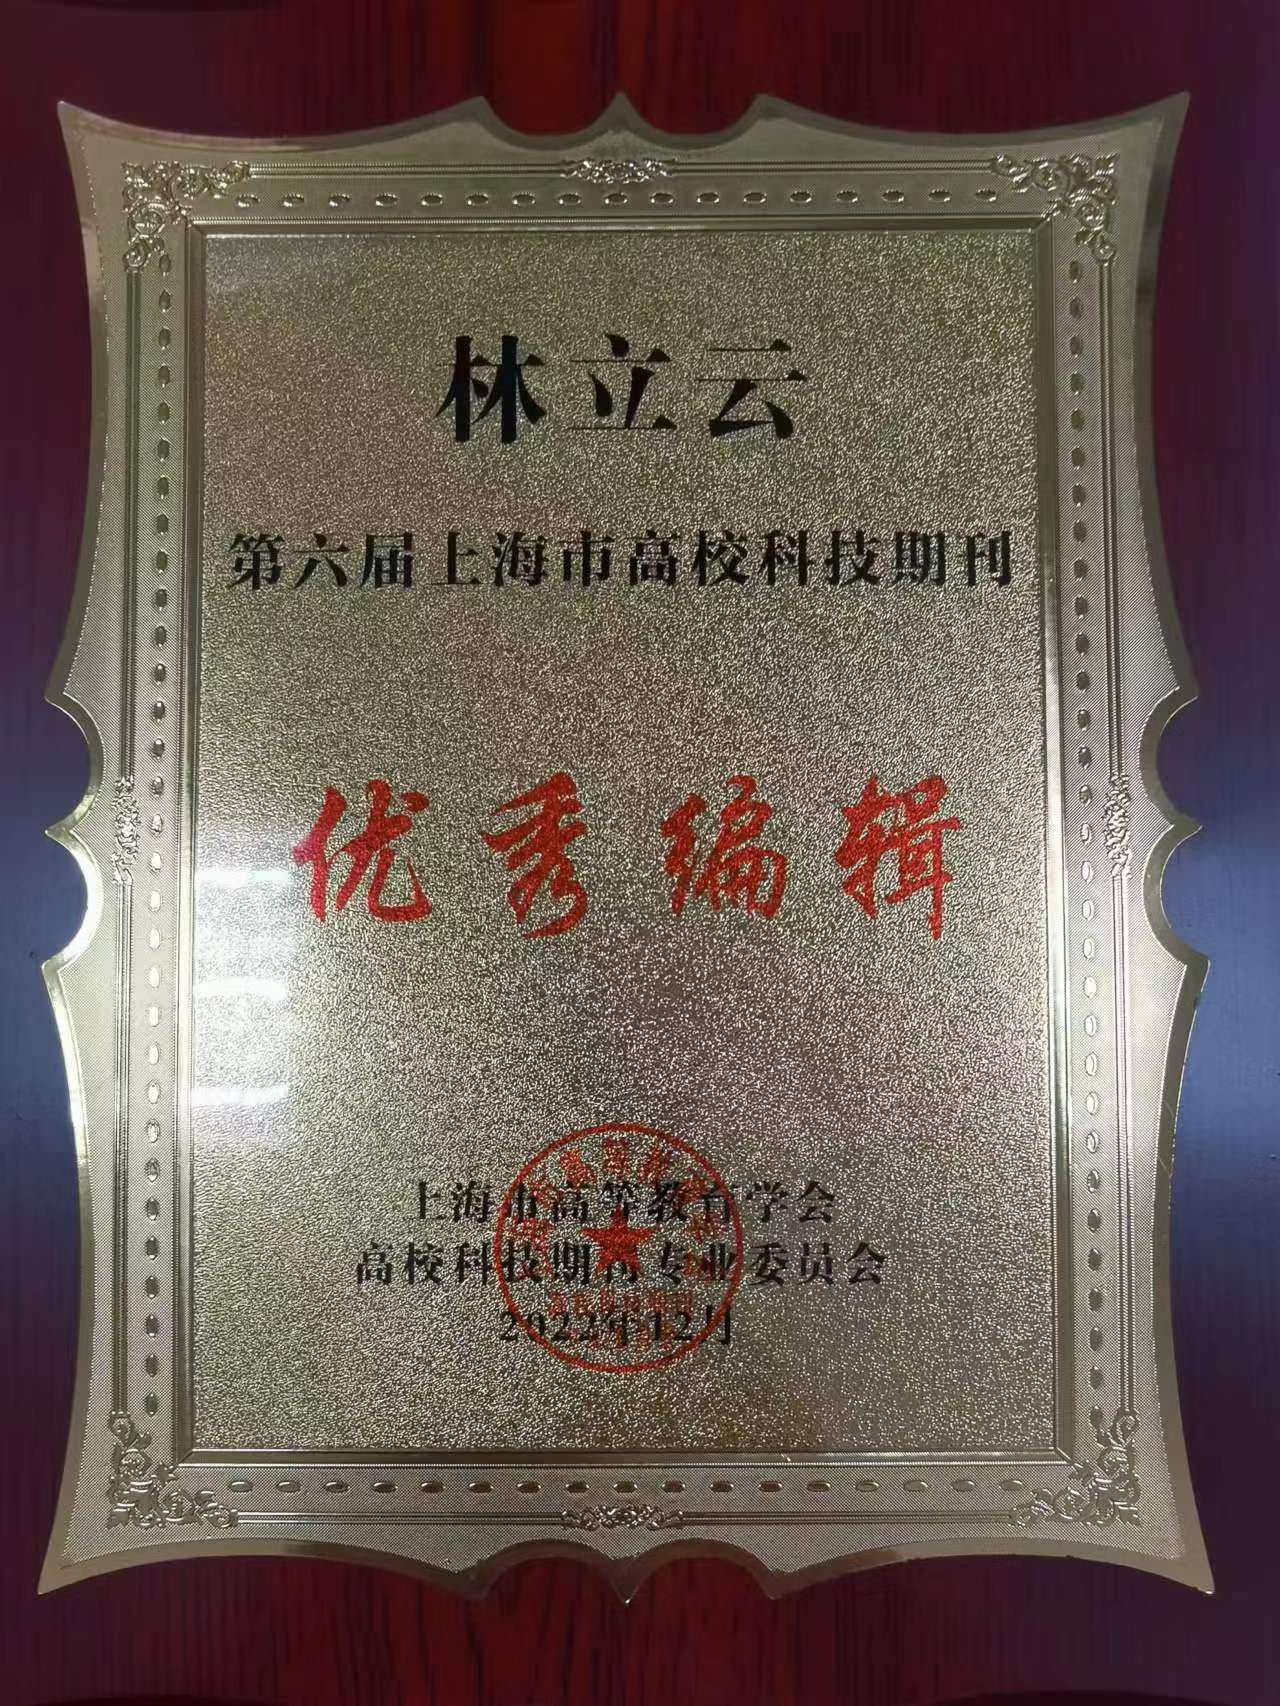 林立云
第六届上海市高校科技期刊
优秀编辑
上海市高等教育学会
高校科技期刊专业委员会
2022年12月